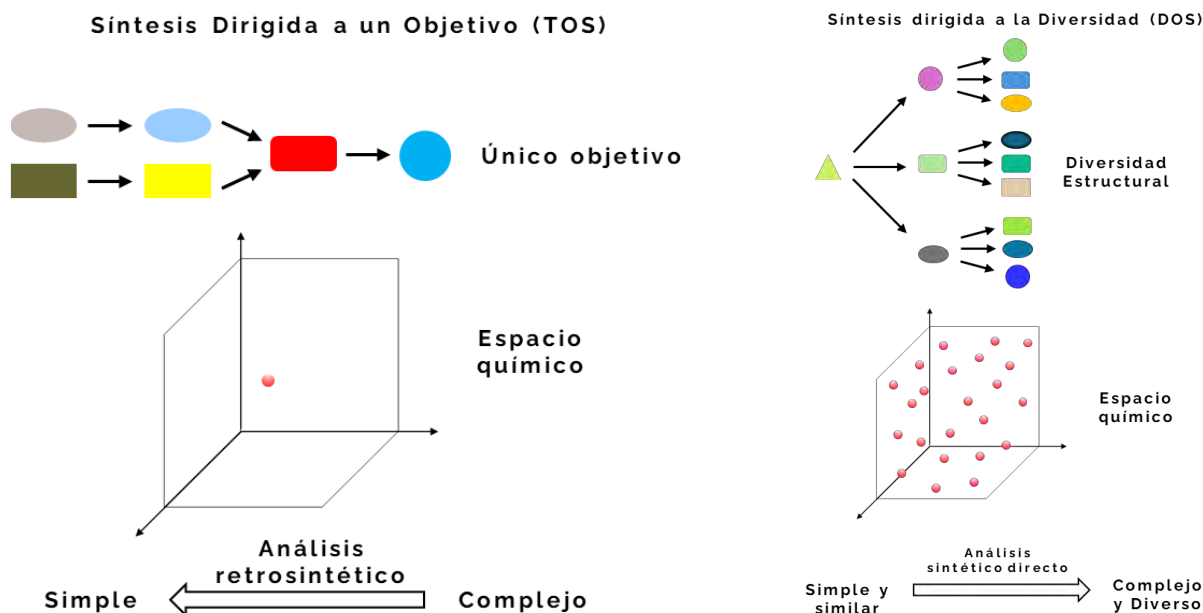 Síntesis Dirigida a un Objetivo (TOS)
Único objetivo
Espacio
químico
Análisis
retrosintético
Simple
Complejo
Síntesis dirigida a la Diversidad (DOS)
Diversidad
Estructural
Espacio
químico
Análisis
sintético directo
Simple y
similar
Complejo
y Diverso